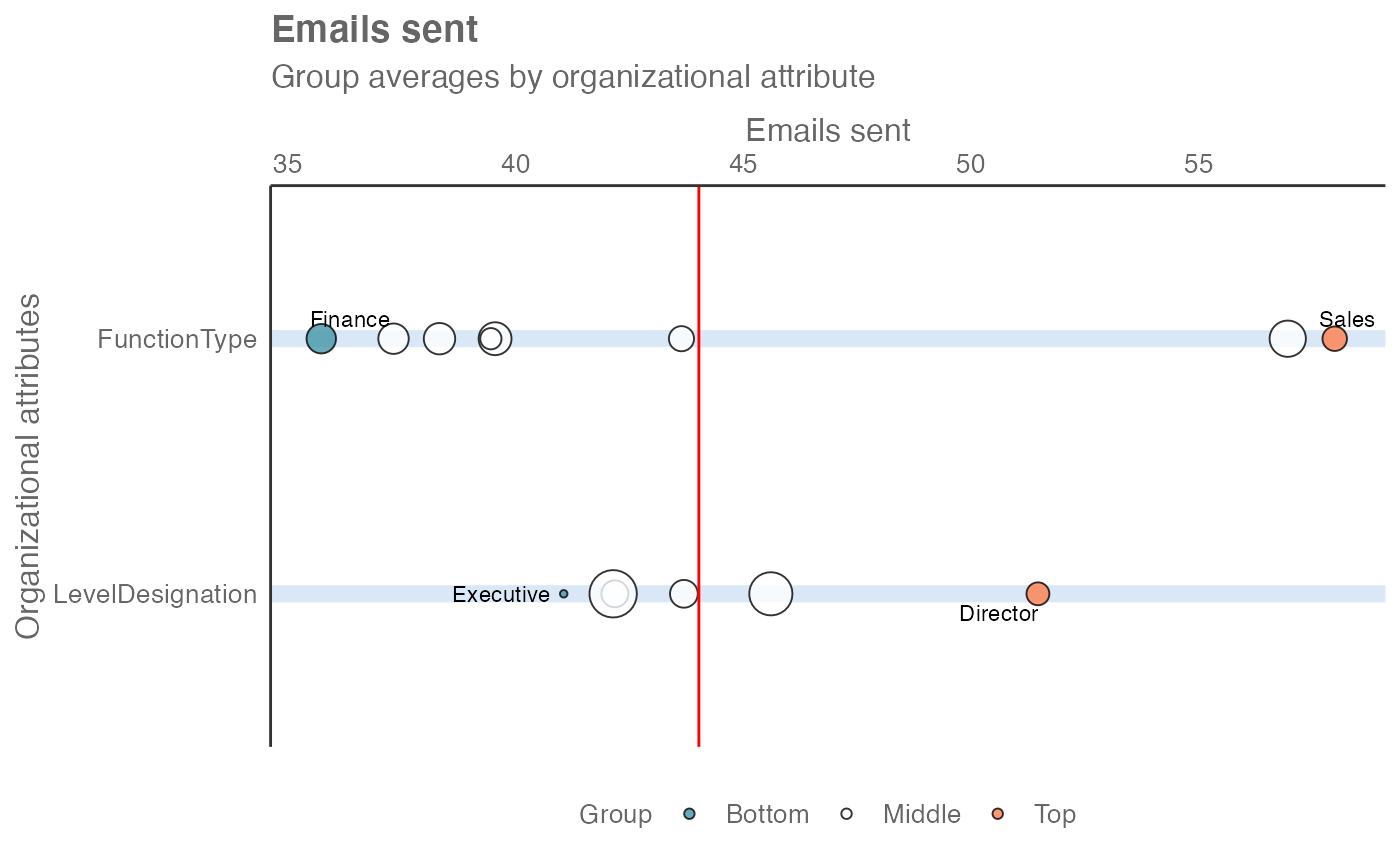 Emails sent
Group averages by organizational attribute
Emails sent
35 40 45 50 55
Organizational attributes
FunctionType
Finance
Sales
LevelDesignation
Executive
Director
Group Bottom Middle Top